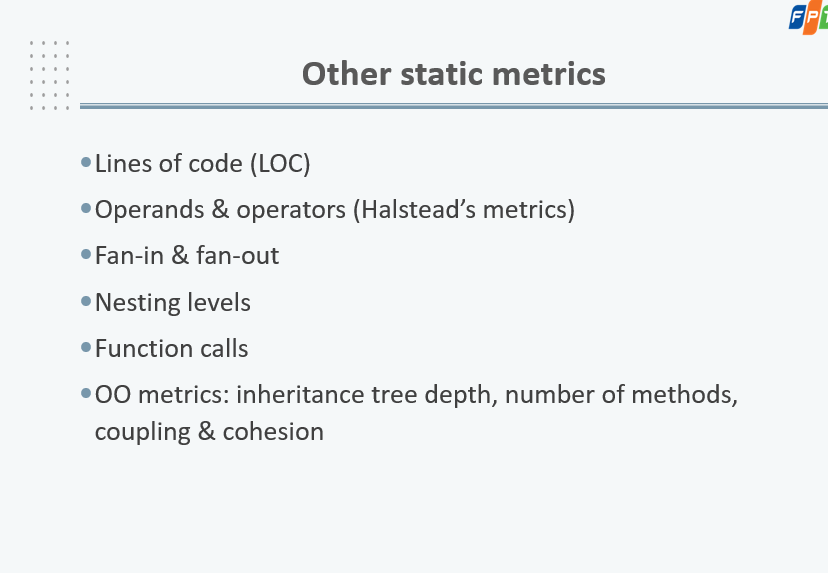 FPT
Other static metrics
•Lines of code (LOC)
•Operands & operators (Halstead’s metrics)
•Fan-in & fan-out
•Nesting levels
•Function calls
•OO metrics: inheritance tree depth, number of methods,
coupling & cohesion